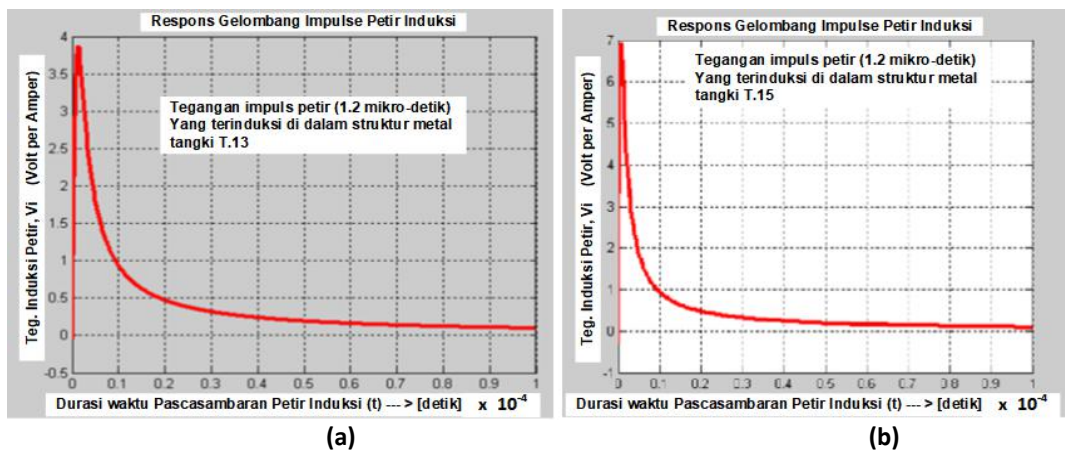 Respons Gelombang Impulse Petir Induksi
Teg. Induksi Petir, Vi (Volt per Amper)
4
3.5
3
2.5
2
1.5
1
0.5
0
-0.5
Tegangan impuls petir (1.2 mikro-detik)
Yang terinduksi di dalam struktur metal
tangki T.13
0 0.1 0.2 0.3 0.4 0.5 0.6 0.7 0.8 0.9 1
Durasi waktu Pascasambaran Petir Induksi (t) ---> [detik] x 10-4
(a)
Respons Gelombang Impulse Petir Induksi
Teg. Induksi Petir, Vi (Volt per Amper)
7
6
5
4
3
2
1
0
-1
Tegangan impuls petir (1.2 mikro-detik)
Yang terinduksi di dalam struktur metal
tangki T.15
0 0.1 0.2 0.3 0.4 0.5 0.6 0.7 0.8 0.9 1
Durasi waktu Pascasambaran Petir Induksi (t) ---> [detik] x 10-4
(b)